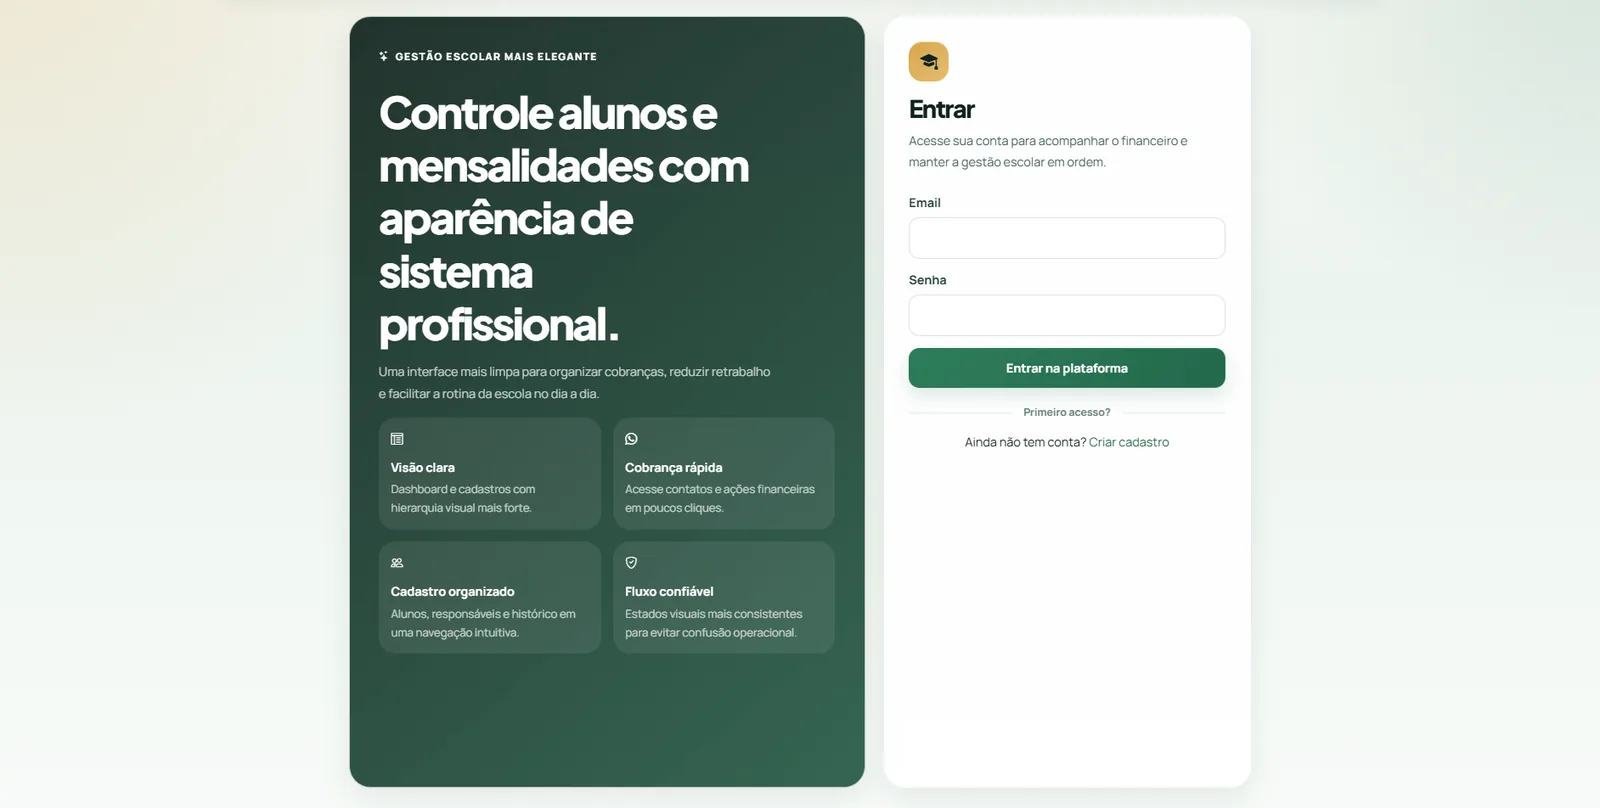 GESTÃO ESCOLAR MAIS ELEGANTE
Controle alunos e
mensalidades com
aparência de
sistema
profissional.
Uma interface mais limpa para organizar cobranças, reduzir retrabalho
e facilitar a rotina da escola no dia a dia.
Visão clara
Dashboard e cadastros com
hierarquia visual mais forte.
Cobrança rápida
Acesse contatos e ações financeiras
em poucos cliques.
Cadastro organizado
Alunos, responsáveis e histórico em
uma navegação intuitiva.
Fluxo confiável
Estados visuais mais consistentes
para evitar confusão operacional.
Entrar
Acesse sua conta para acompanhar o financeiro e
manter a gestão escolar em ordem.
Email
Senha
Entrar na plataforma
Primeiro acesso?
Ainda não tem conta? Criar cadastro